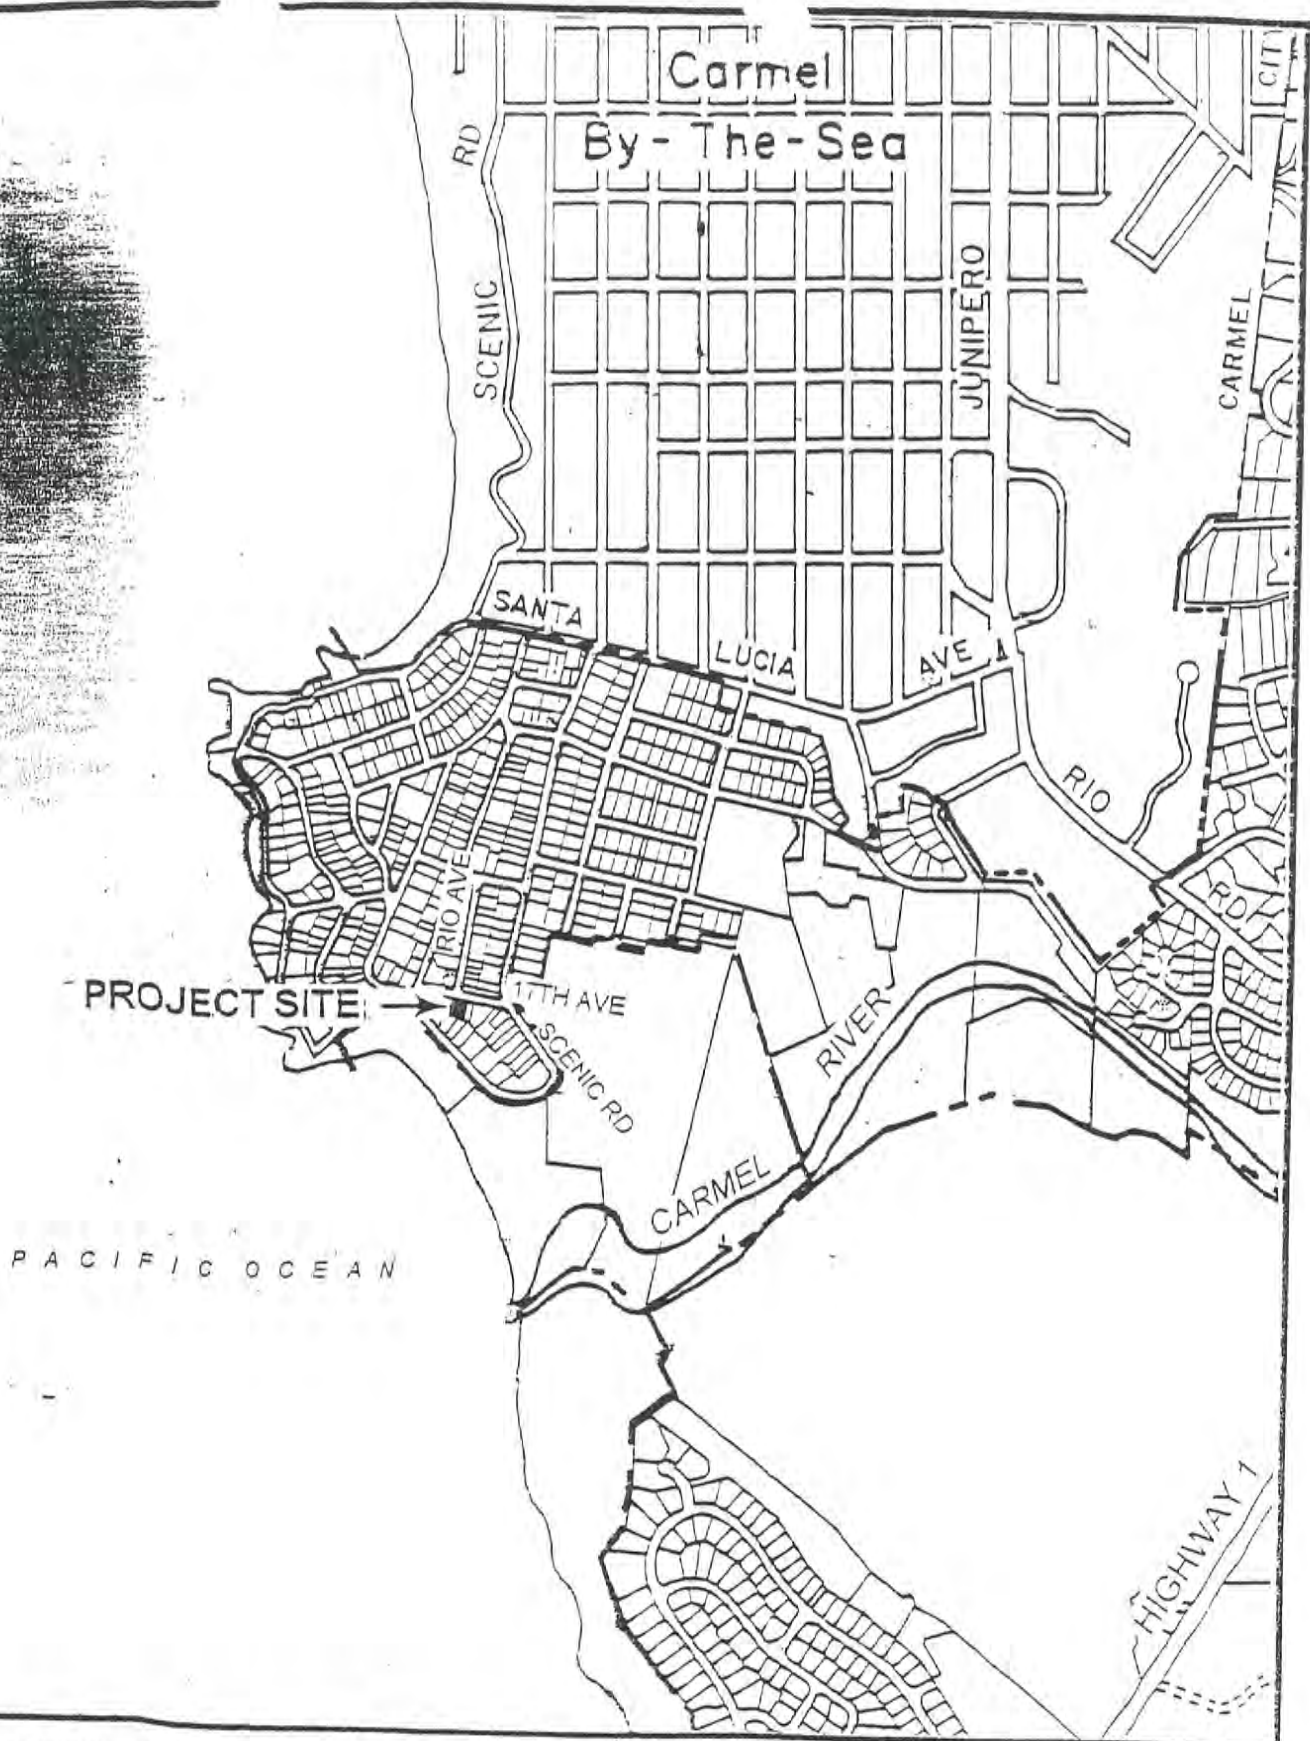 Carmel
By-The-Sea
CIT
RD
SCENIC
JUNIPERO
CARMEL
SANTA
LUCIA
AVE
RIO
RD
RIO AVE
PROJECT SITE
17TH AVE
SCENIC RD
RIVER
CARMEL
PACIFIC OCEAN
HIGHWAY 1